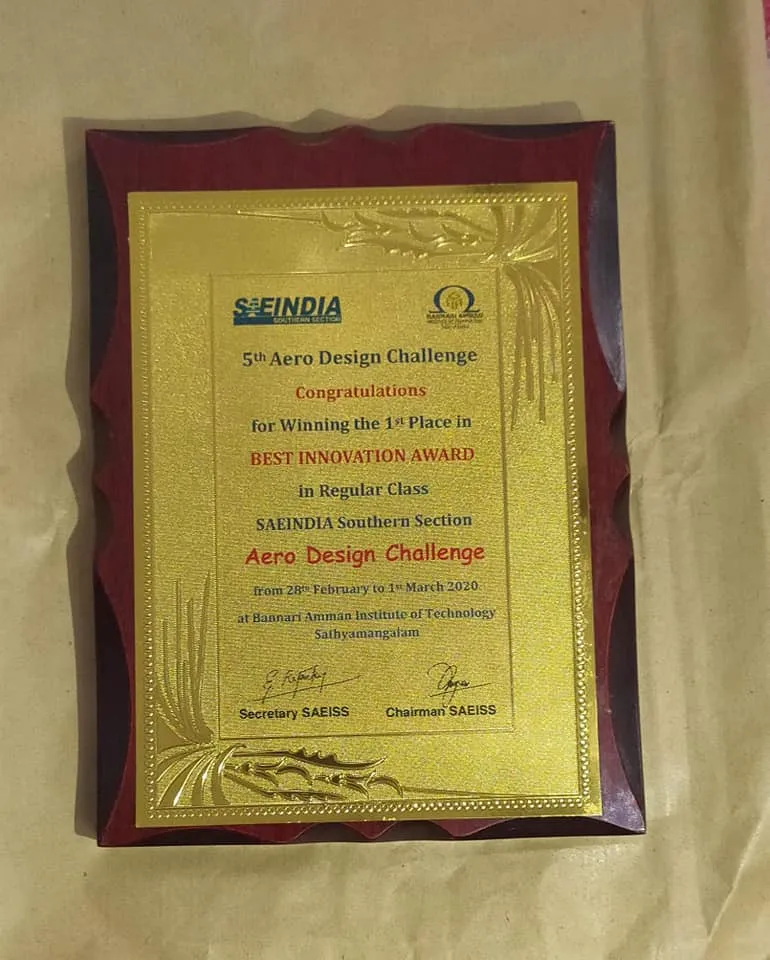 SAEINDIA
SOUTHERN SECTION
BANNARI AMMAN
5th Aero Design Challenge
Congratulations
for Winning the 1st Place in
BEST INNOVATION AWARD
in Regular Class
SAEINDIA Southern Section
Aero Design Challenge
from 28th February to 1st March 2020
at Bannari Amman Institute of Technology
Sathyamangalam
Secretary SAEISS
Chairman SAEISS